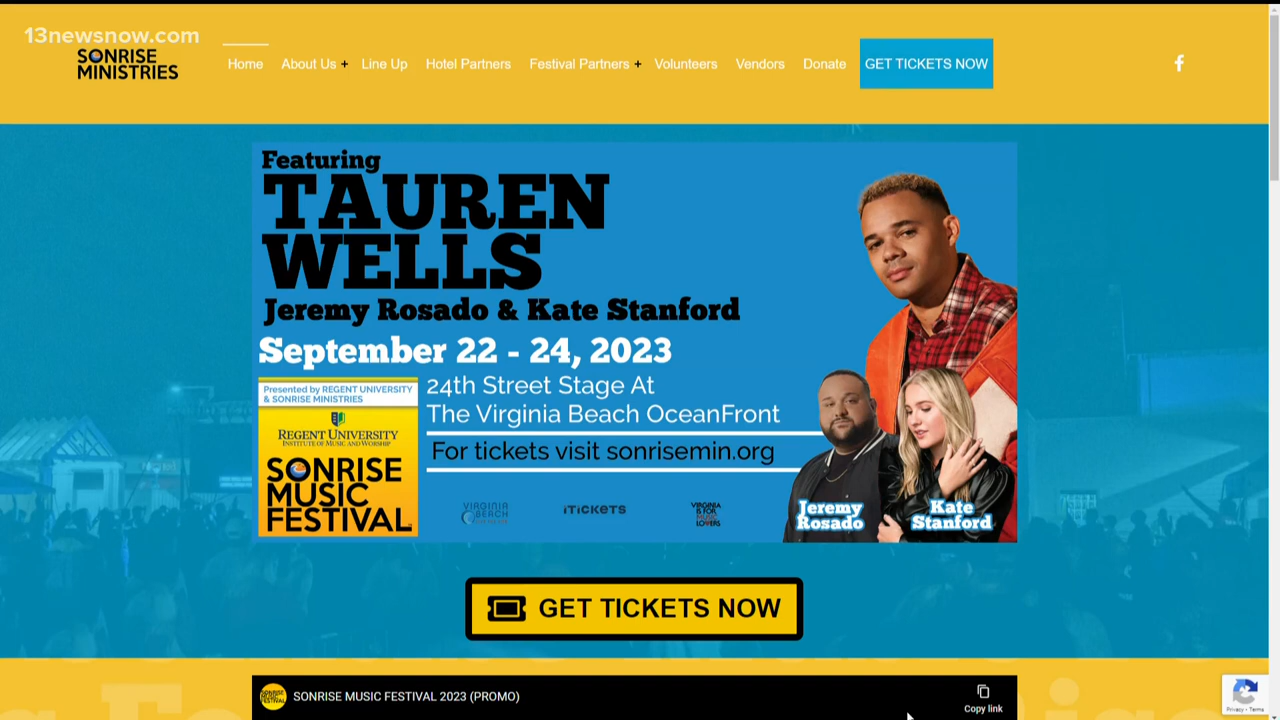 13newsnow.com
SONRISE
MINISTRIES
Home
About Us +
Line Up
Hotel Partners
Festival Partners +
Volunteers
Vendors
Donate
GET TICKETS NOW
Featuring
TAUREN
WELLS
Jeremy Rosado & Kate Stanford
September 22 - 24, 2023
Presented by REGENT UNIVERSITY
& SONRISE MINISTRIES
REGENT UNIVERSITY
INSTITUTE OF MUSIC AND WORSHIP
SONRISE
MUSIC
FESTIVAL
24th Street Stage At
The Virginia Beach OceanFront
For tickets visit sonrisemin.org
VIRGINIA
BEACH
iTICKETS
VIRGINIA
IS FOR
MUSIC
LOVERS
Jeremy
Rosado
Kate
Stanford
GET TICKETS NOW
SONRISE
MUSIC
FESTIVAL
SONRISE MUSIC FESTIVAL 2023 (PROMO)
Copy link
Privacy - Terms